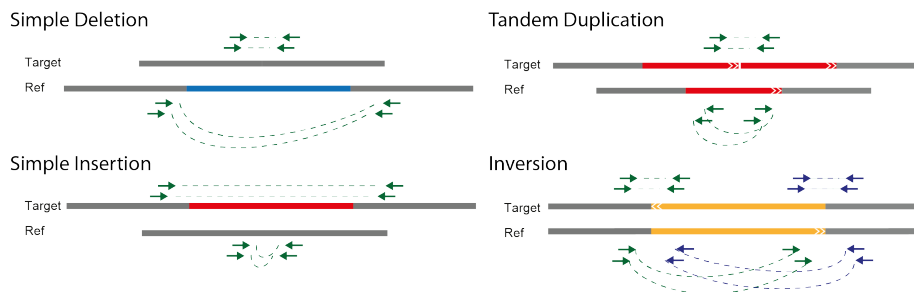 Simple Deletion
Target
Ref
Tandem Duplication
Target
Ref
Simple Insertion
Target
Ref
Inversion
Target
Ref